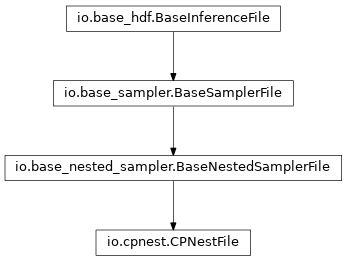 io.base_hdf.BaseInferenceFile
io.base_sampler.BaseSamplerFile
io.base_nested_sampler.BaseNestedSamplerFile
io.cpnest.CPNestFile